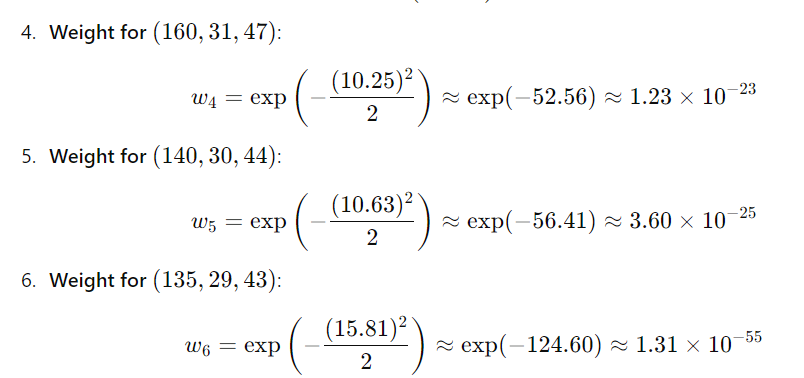 4. Weight for (160, 31, 47):
w₄ = exp(−(10.25)²/2) ≈ exp(−52.56) ≈ 1.23 × 10⁻²³
5. Weight for (140, 30, 44):
w₅ = exp(−(10.63)²/2) ≈ exp(−56.41) ≈ 3.60 × 10⁻²⁵
6. Weight for (135, 29, 43):
w₆ = exp(−(15.81)²/2) ≈ exp(−124.60) ≈ 1.31 × 10⁻⁵⁵